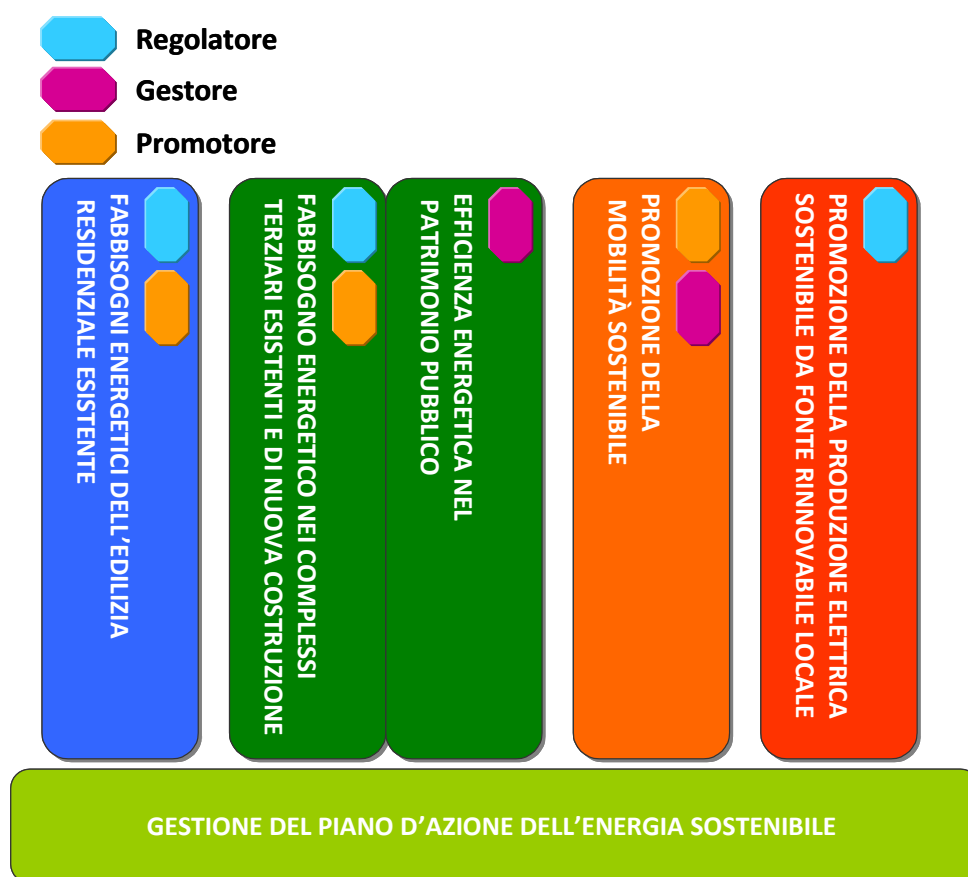 Regolatore
Gestore
Promotore
FABBISOGNI ENERGETICI DELL'EDILIZIA
RESIDENZIALE ESISTENTE
FABBISOGNO ENERGETICO NEI COMPLESSI
TERZIARI ESISTENTI E DI NUOVA COSTRUZIONE
EFFICIENZA ENERGETICA NEL
PATRIMONIO PUBBLICO
PROMOZIONE DELLA
MOBILITÀ SOSTENIBILE
PROMOZIONE DELLA PRODUZIONE ELETTRICA
SOSTENIBILE DA FONTE RINNOVABILE LOCALE
GESTIONE DEL PIANO D'AZIONE DELL'ENERGIA SOSTENIBILE